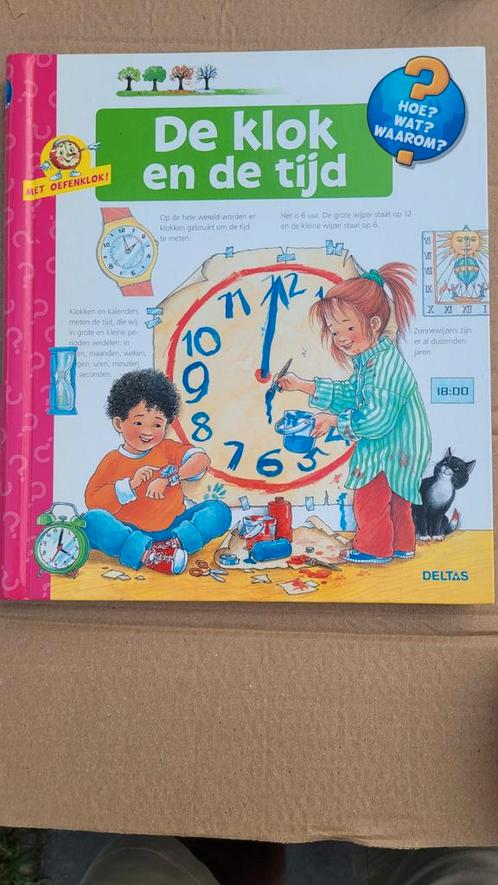 De klok
en de tijd
HOE?
WAT?
WAAROM?
MET OEFENKLOK!
Op de hele wereld worden er
klokken gebruikt om de tijd
te meten.
Het is 6 uur. De grote wijzer staat op 12
en de kleine wijzer staat op 6.
Klokken en kalenders
meten de tijd, die wij
in grote en kleine pe-
rioden verdelen: in
maanden, weken,
uren, minuten
seconden.
Zonnewijzers zijn
er al duizenden
jaren.
18:00
11 12
10
9
8
7 6 5 4
DELTAS